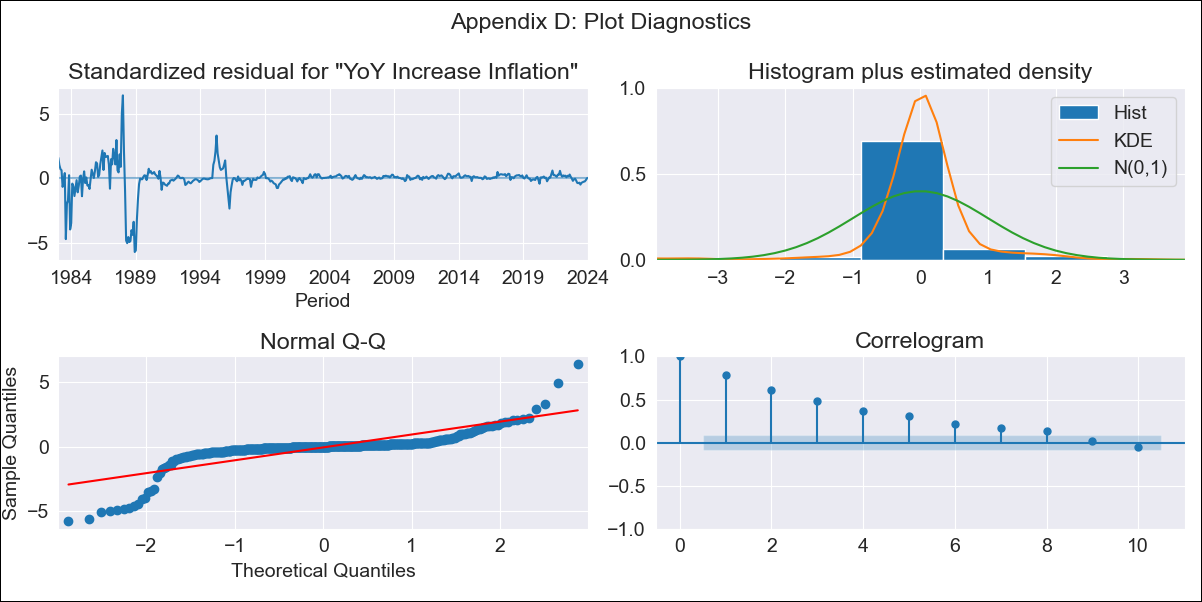 Appendix D: Plot Diagnostics
Standardized residual for "YoY Increase Inflation"
5
0
−5
1984 1989 1994 1999 2004 2009 2014 2019 2024
Period
Histogram plus estimated density
1.0
0.5
0.0
Hist
KDE
N(0,1)
−3 −2 −1 0 1 2 3
Normal Q-Q
Sample Quantiles
5
0
−5
−2 −1 0 1 2
Theoretical Quantiles
Correlogram
1.0
0.5
0.0
−0.5
−1.0
0 2 4 6 8 10